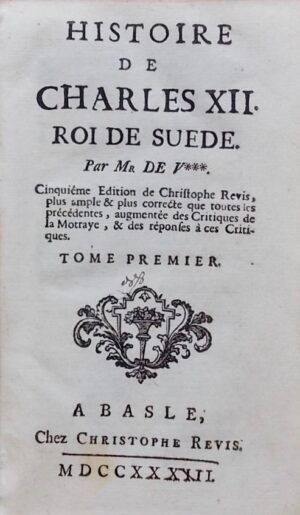 HISTOIRE
DE
CHARLES XII.
ROI DE SUEDE.
Par MR. DE V***.
Cinquiéme Edition de Christophe Revis,
plus ample & plus correcte que toutes les
précédentes, augmentée des Critiques de
la Motraye, & des réponses à ces Criti-
ques.
TOME PREMIER.
A BASLE,
Chez CHRISTOPHE REVIS.
MDCCXXXXII.